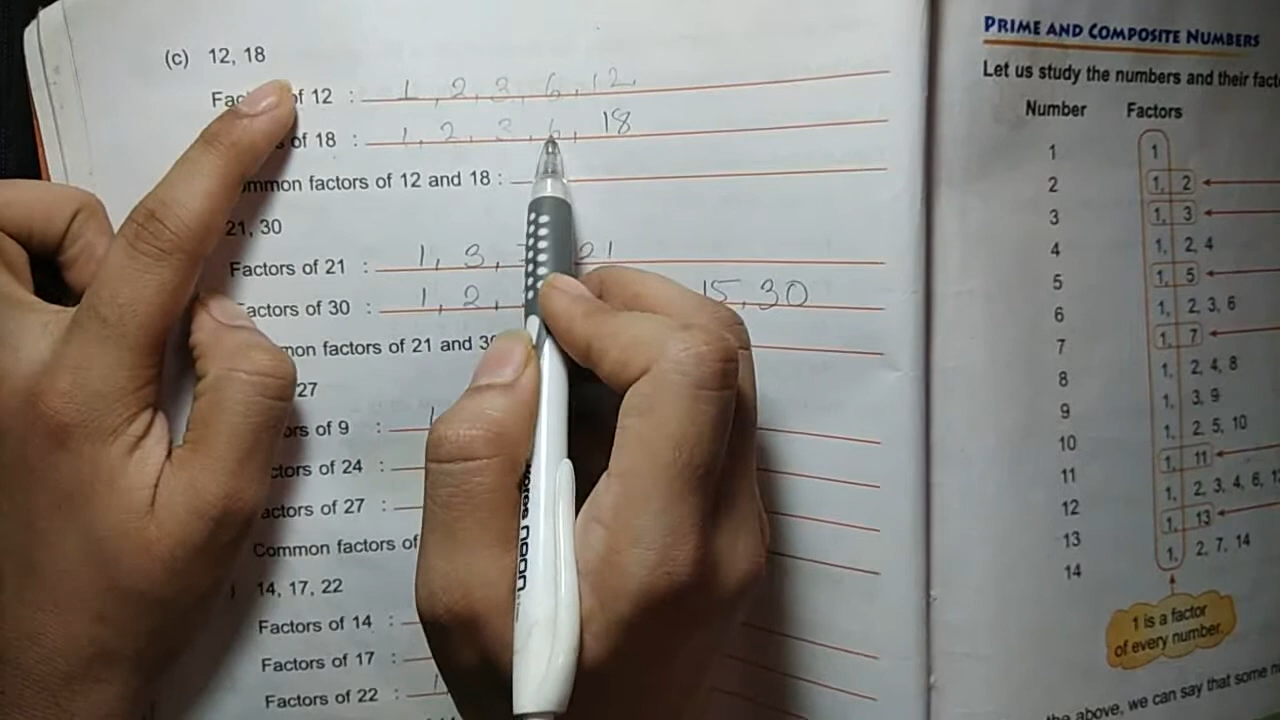 (c) 12, 18
of 12 : 1, 2, 3, 6, 12
of 18 : 1, 2, 3, 6, 18
mmon factors of 12 and 18 :
21, 30
Factors of 21 : 1, 3, 21
actors of 30 : 1, 2, 15, 30
mon factors of 21 and 30
27
ors of 9 : 1
ctors of 24 :
actors of 27 :
Common factors of
14, 17, 22
Factors of 14 :
Factors of 17 :
Factors of 22 : 1
PRIME AND COMPOSITE NUMBERS
Let us study the numbers and their fact
Number Factors
1 1
2 1, 2
3 1, 3
4 1, 2, 4
5 1, 5
6 1, 2, 3, 6
7 1, 7
8 1, 2, 4, 8
9 1, 3, 9
10 1, 2, 5, 10
11 1, 11
12 1, 2, 3, 4, 6, 1
13 1, 13
14 1, 2, 7, 14
1 is a factor
of every number.
the above, we can say that some